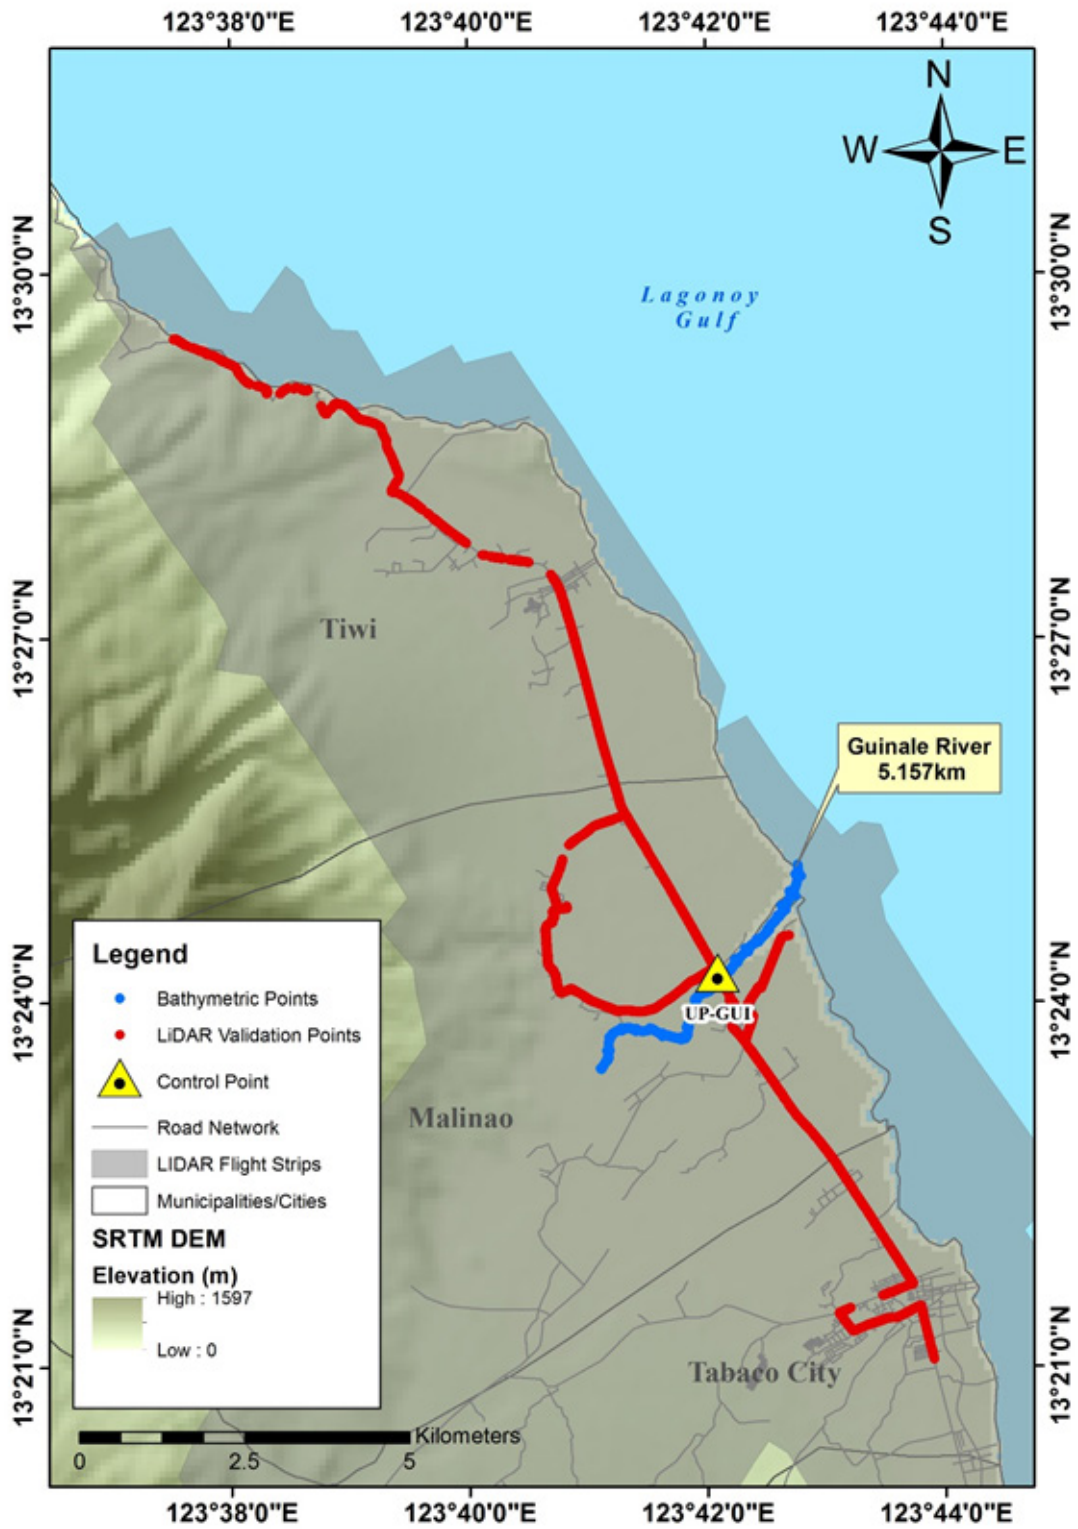 123°38'0"E 123°40'0"E 123°42'0"E 123°44'0"E
N
W E
S
13°30'0"N 13°30'0"N
Lagonoy
Gulf
13°27'0"N 13°27'0"N
Tiwi
Guinale River
5.157km
13°24'0"N 13°24'0"N
UP-GUI
Malinao
Legend
Bathymetric Points
LiDAR Validation Points
Control Point
Road Network
LIDAR Flight Strips
Municipalities/Cities
SRTM DEM
Elevation (m)
High : 1597
Low : 0
13°21'0"N 13°21'0"N
Tabaco City
Kilometers
0 2.5 5
123°38'0"E 123°40'0"E 123°42'0"E 123°44'0"E